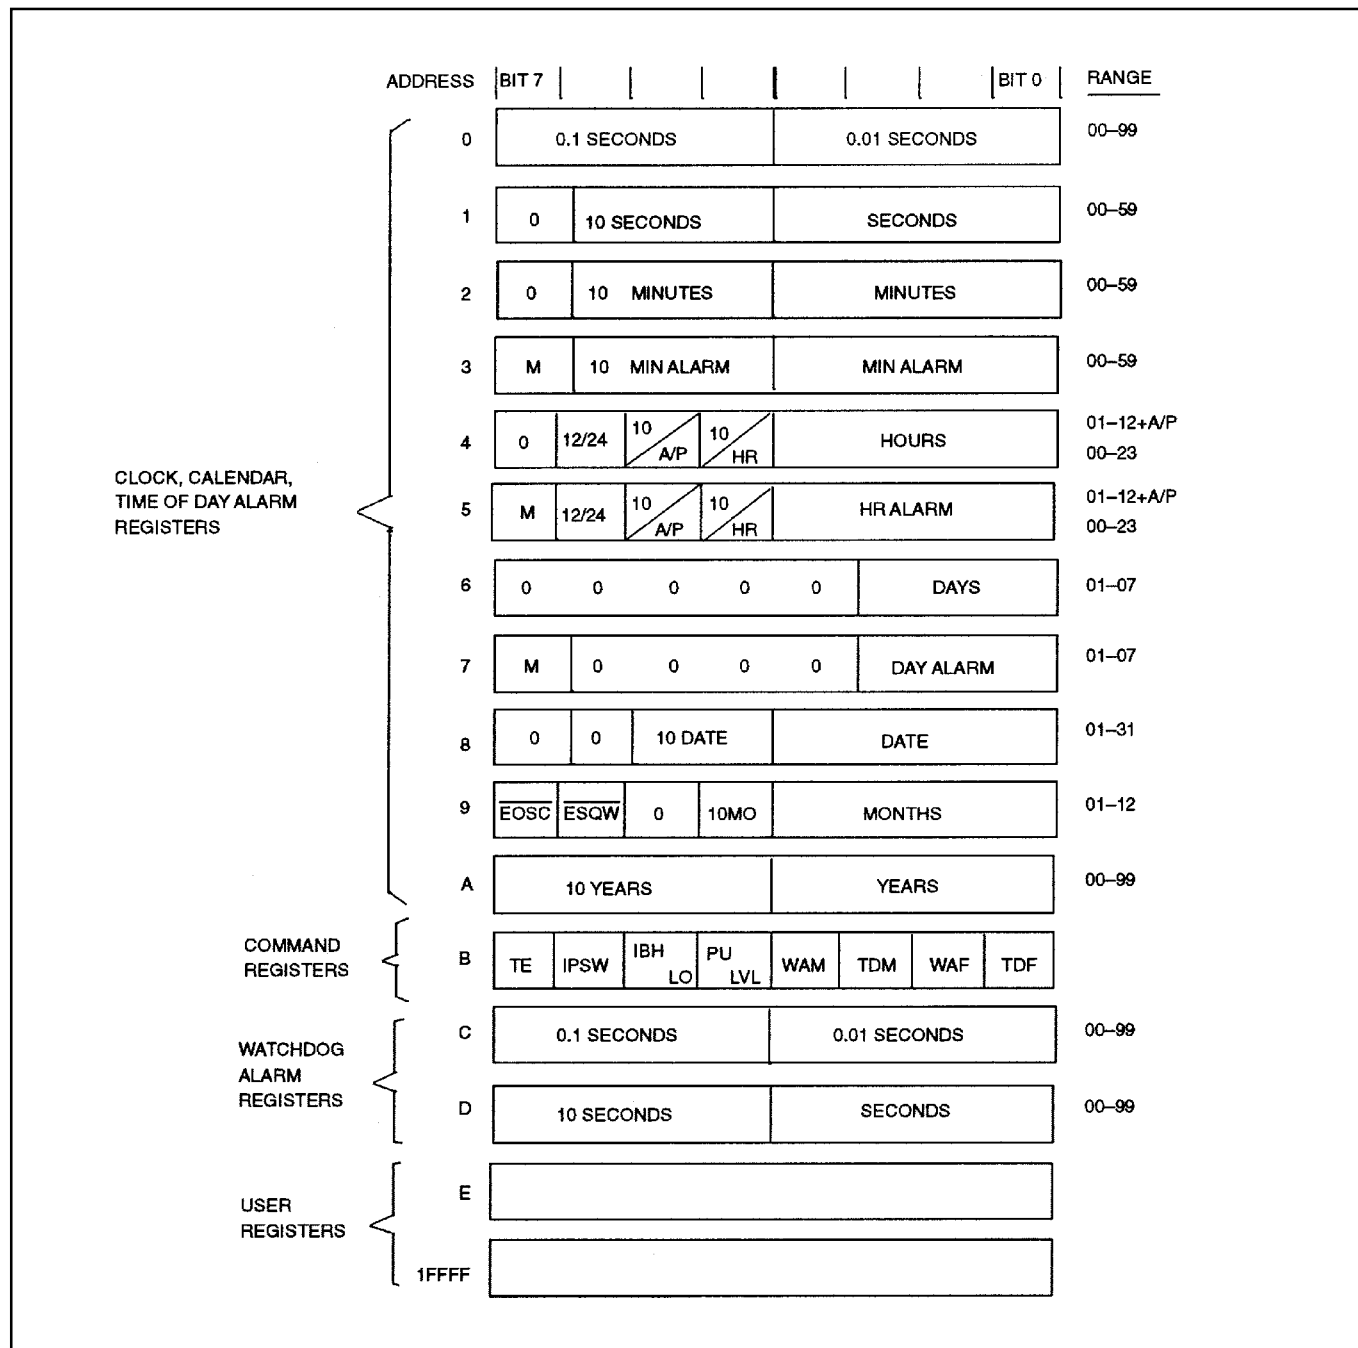 ADDRESS BIT 7 BIT 0 RANGE
0 0.1 SECONDS 0.01 SECONDS 00–99
1 0 10 SECONDS SECONDS 00–59
2 0 10 MINUTES MINUTES 00–59
3 M 10 MIN ALARM MIN ALARM 00–59
4 0 12/24 10 A/P 10 HR HOURS 01–12+A/P
00–23
CLOCK, CALENDAR,
TIME OF DAY ALARM
REGISTERS
5 M 12/24 10 A/P 10 HR HR ALARM 01–12+A/P
00–23
6 0 0 0 0 0 DAYS 01–07
7 M 0 0 0 0 DAY ALARM 01–07
8 0 0 10 DATE DATE 01–31
9 EOSC ESQW 0 10MO MONTHS 01–12
A 10 YEARS YEARS 00–99
COMMAND
REGISTERS
B TE IPSW IBH LO PU LVL WAM TDM WAF TDF
C 0.1 SECONDS 0.01 SECONDS 00–99
WATCHDOG
ALARM
REGISTERS
D 10 SECONDS SECONDS 00–99
E
USER
REGISTERS
1FFFF